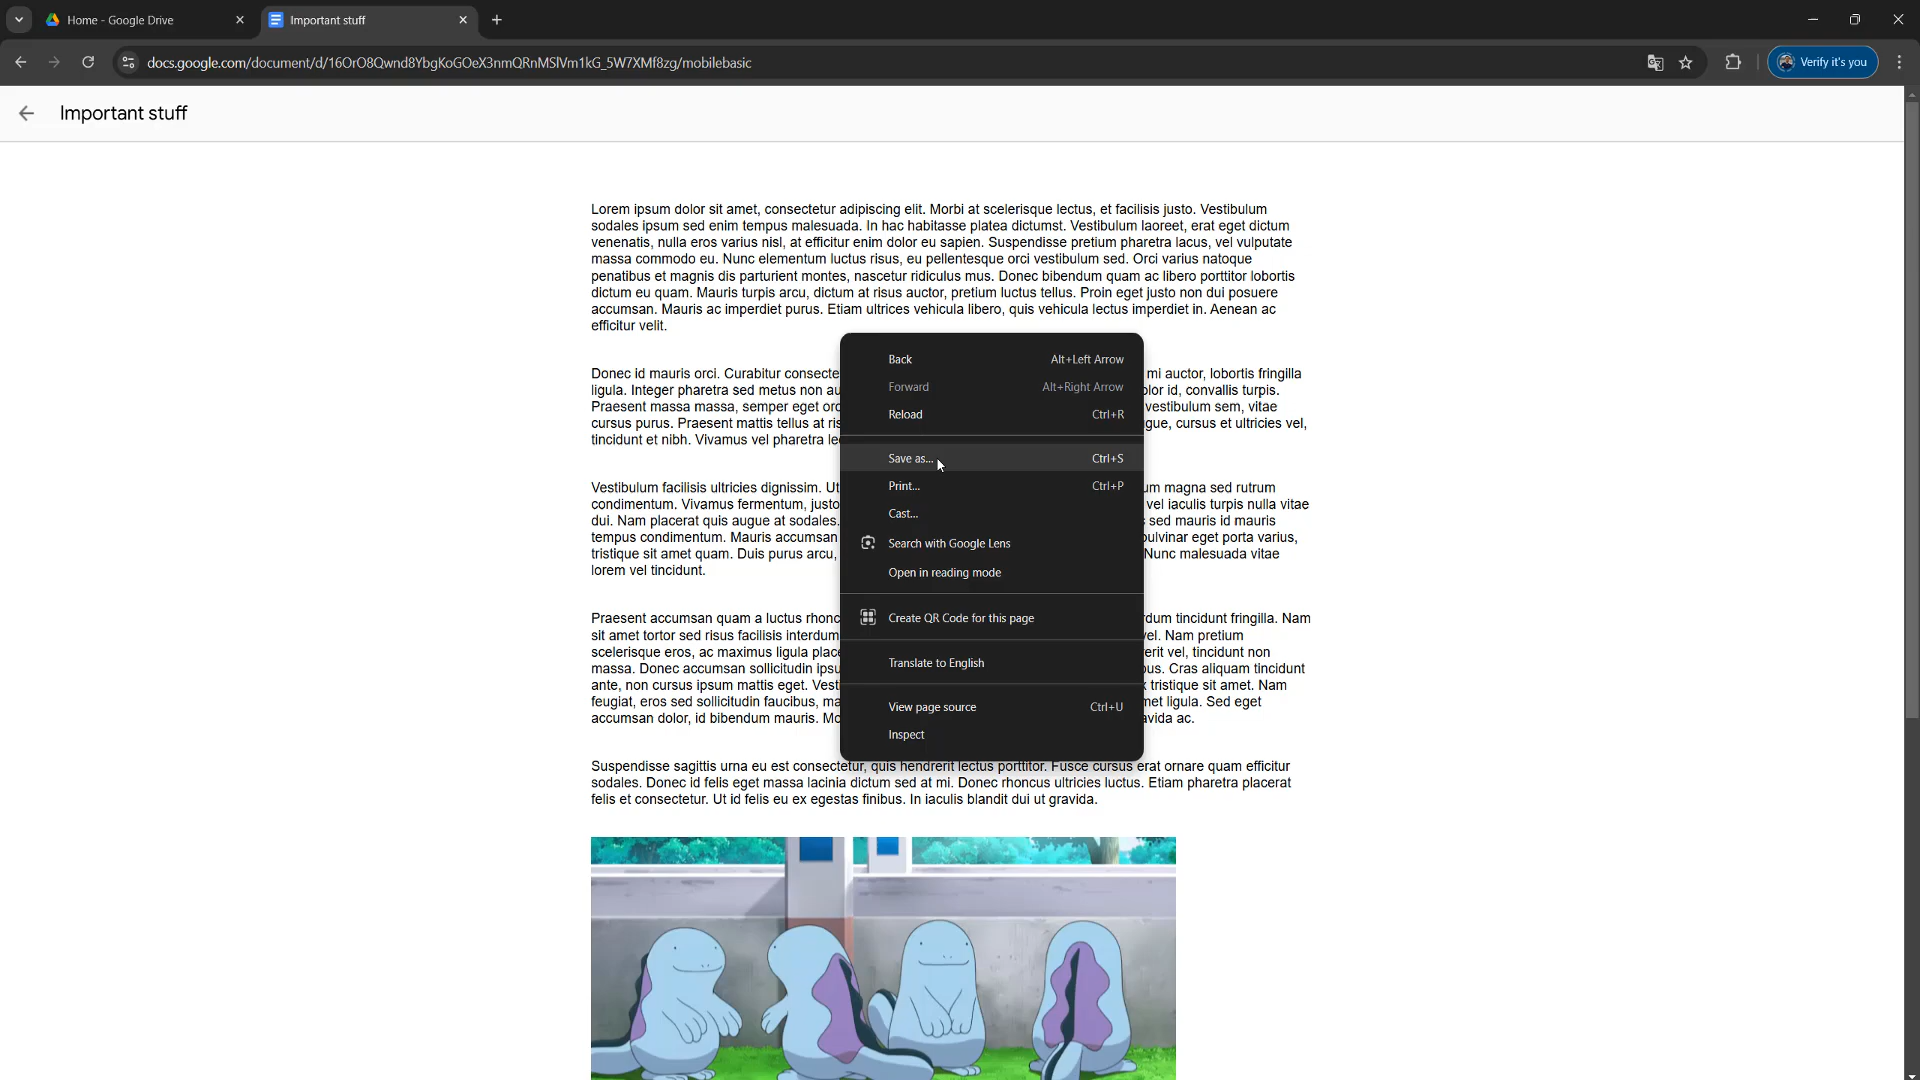 Home - Google Drive
Important stuff
docs.google.com/document/d/16OrO8Qwnd8YbgKoGOeX3nmQRnMSlVm1kG_5W7XMf8zg/mobilebasic
Verify it's you
Important stuff
Lorem ipsum dolor sit amet, consectetur adipiscing elit. Morbi at scelerisque lectus, et facilisis justo. Vestibulum
sodales ipsum sed enim tempus malesuada. In hac habitasse platea dictumst. Vestibulum laoreet, erat eget dictum
venenatis, nulla eros varius nisl, at efficitur enim dolor eu sapien. Suspendisse pretium pharetra lacus, vel vulputate
massa commodo eu. Nunc elementum luctus risus, eu pellentesque orci vestibulum sed. Orci varius natoque
penatibus et magnis dis parturient montes, nascetur ridiculus mus. Donec bibendum quam ac libero porttitor lobortis
dictum eu quam. Mauris turpis arcu, dictum at risus auctor, pretium luctus tellus. Proin eget justo non dui posuere
accumsan. Mauris ac imperdiet purus. Etiam ultrices vehicula libero, quis vehicula lectus imperdiet in. Aenean ac
efficitur velit.
Donec id mauris orci. Curabitur consecte mi auctor, lobortis fringilla
ligula. Integer pharetra sed metus non au lor id, convallis turpis.
Praesent massa massa, semper eget orc vestibulum sem, vitae
cursus purus. Praesent mattis tellus at ris gue, cursus et ultricies vel,
tincidunt et nibh. Vivamus vel pharetra le
Vestibulum facilisis ultricies dignissim. Ut um magna sed rutrum
condimentum. Vivamus fermentum, justo vel iaculis turpis nulla vitae
dui. Nam placerat quis augue at sodales. sed mauris id mauris
tempus condimentum. Mauris accumsan pulvinar eget porta varius,
tristique sit amet quam. Duis purus arcu, Nunc malesuada vitae
lorem vel tincidunt.
Praesent accumsan quam a luctus rhonc rdum tincidunt fringilla. Nam
sit amet tortor sed risus facilisis interdum vel. Nam pretium
scelerisque eros, ac maximus ligula place erit vel, tincidunt non
massa. Donec accumsan sollicitudin ipsu bus. Cras aliquam tincidunt
ante, non cursus ipsum mattis eget. Vest tristique sit amet. Nam
feugiat, eros sed sollicitudin faucibus, ma met ligula. Sed eget
accumsan dolor, id bibendum mauris. Mo avida ac.
Suspendisse sagittis urna eu est consectetur, quis hendrerit lectus porttitor. Fusce cursus erat ornare quam efficitur
sodales. Donec id felis eget massa lacinia dictum sed at mi. Donec rhoncus ultricies luctus. Etiam pharetra placerat
felis et consectetur. Ut id felis eu ex egestas finibus. In iaculis blandit dui ut gravida.
Back Alt+Left Arrow
Forward Alt+Right Arrow
Reload Ctrl+R
Save as... Ctrl+S
Print... Ctrl+P
Cast...
Search with Google Lens
Open in reading mode
Create QR Code for this page
Translate to English
View page source Ctrl+U
Inspect